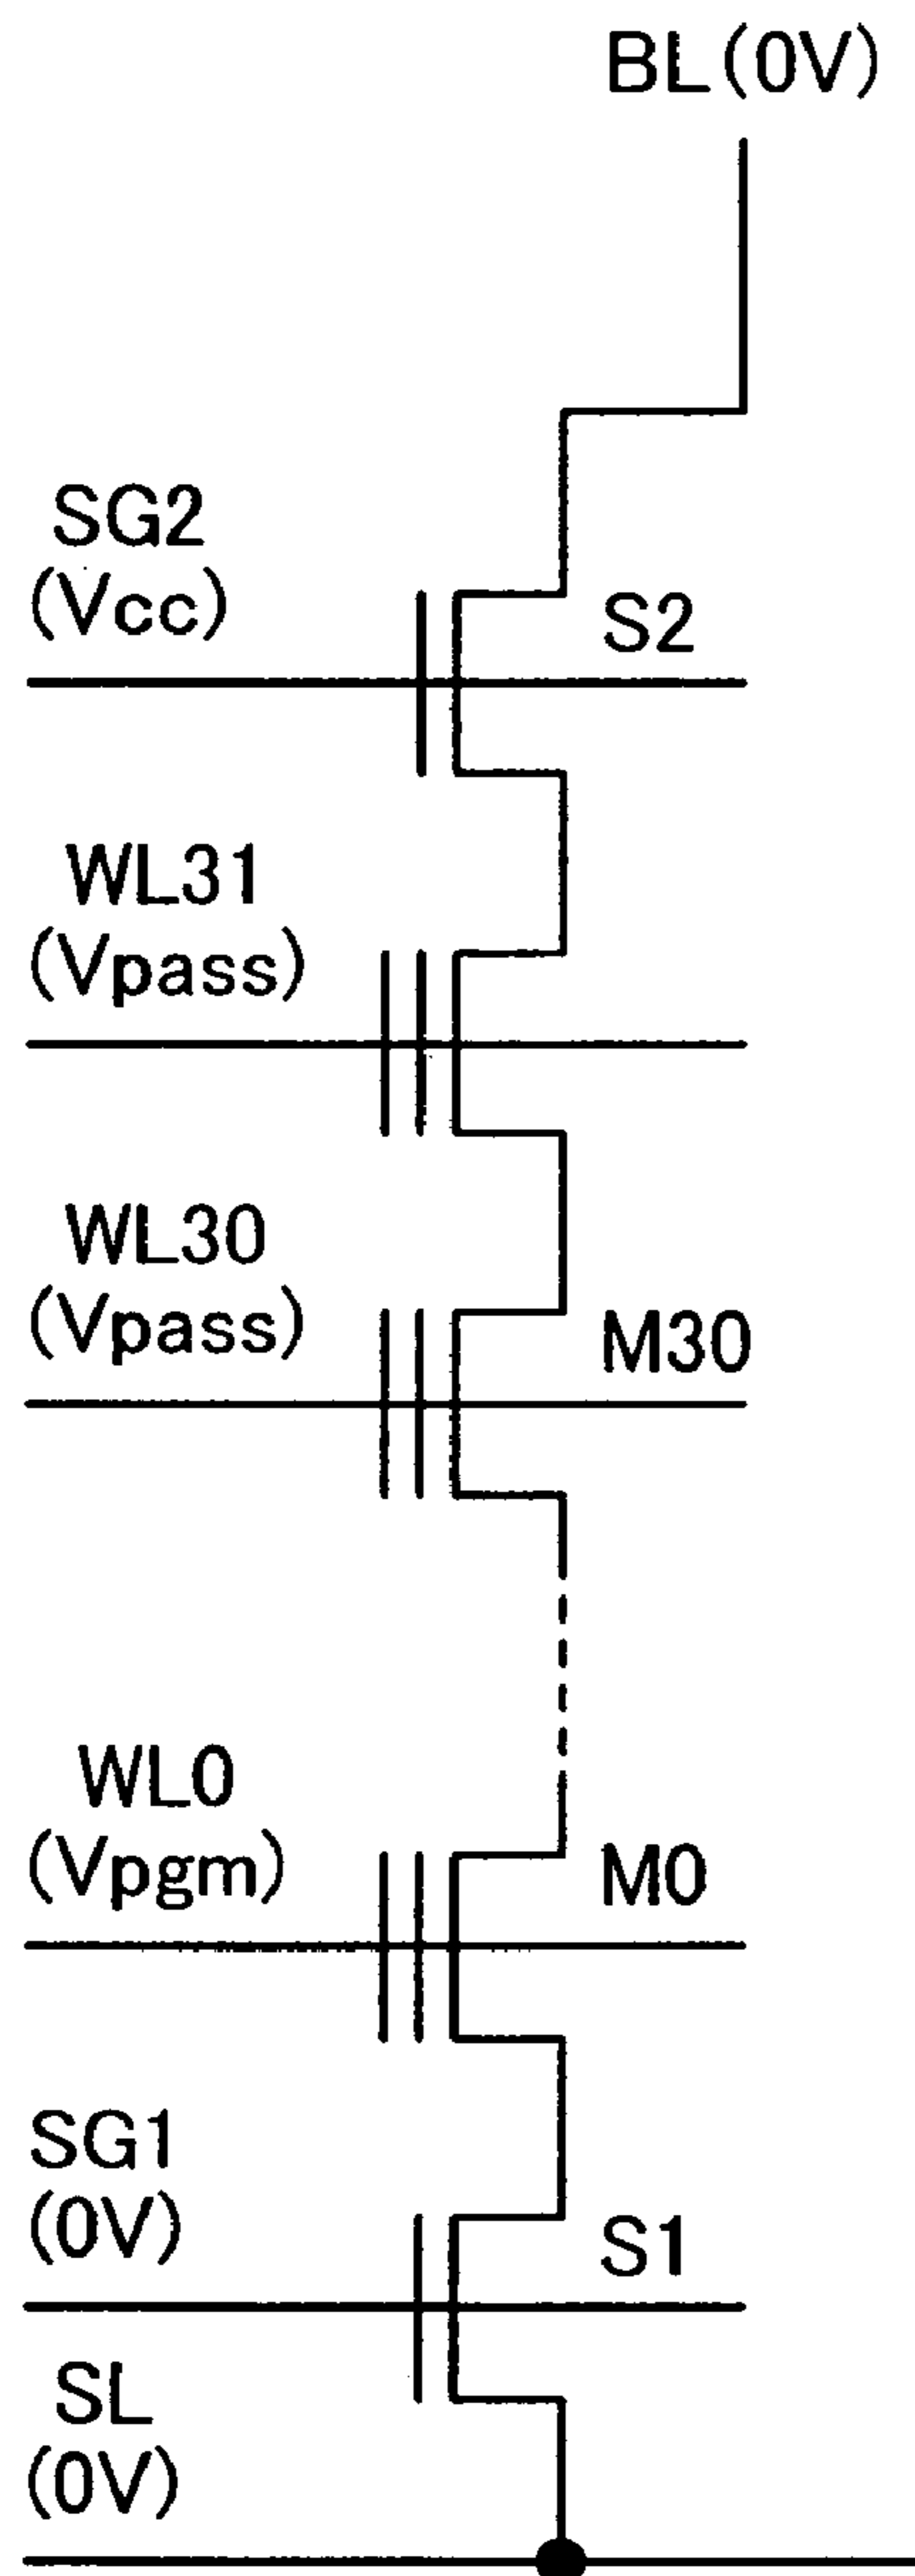 BL(0V)
SG2
(Vcc)
S2
WL31
(Vpass)
WL30
(Vpass)
M30
WL0
(Vpgm)
M0
SG1
(0V)
S1
SL
(0V)